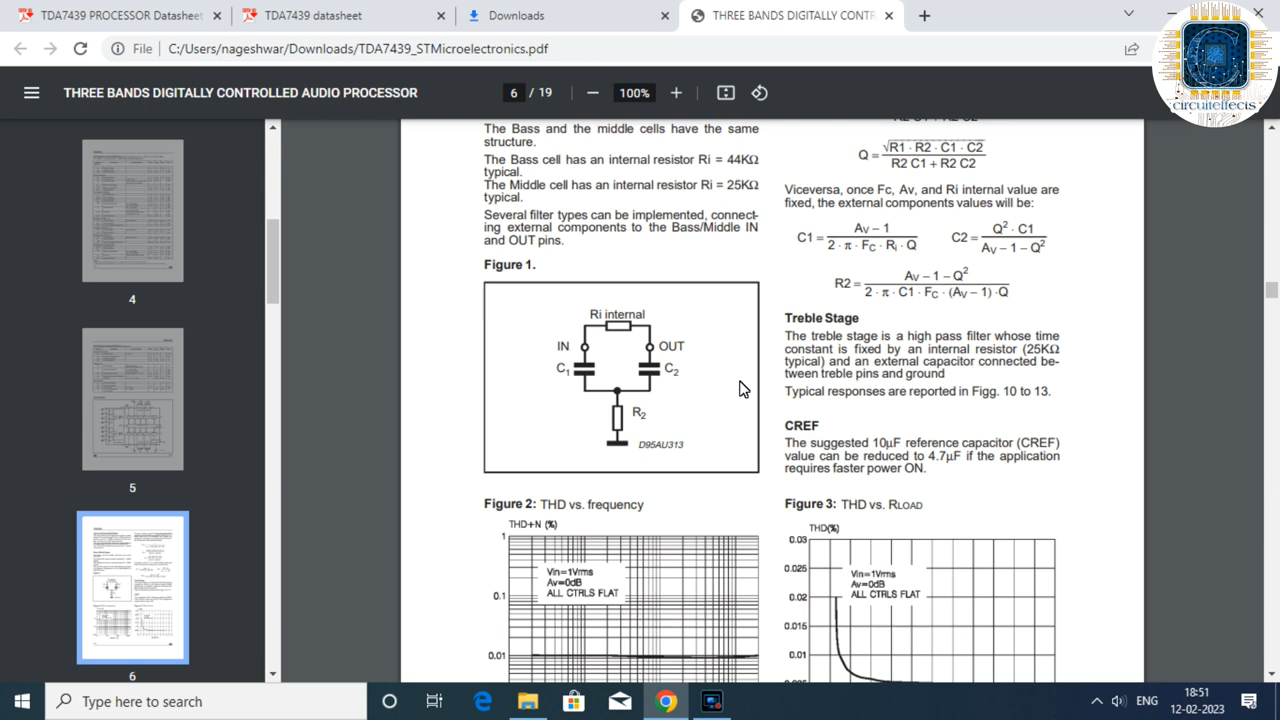 TDA7439 PROCESSOR Datasheet
TDA7439 datasheet
Downloads
THREE BANDS DIGITALLY CONTR
File
C:/Users/nageshwar/Downloads/TDA7439_STMicroelectronics.pdf
circuiteffects
THREE BANDS DIGITALLY CONTROLLED AUDIO PROCESSOR
6 / 19
100%
4
5
6
The Bass and the middle cells have the same
structure.
The Bass cell has an internal resistor Ri = 44KΩ
typical.
The Middle cell has an internal resistor Ri = 25KΩ
typical.
Several filter types can be implemented, connect-
ing external components to the Bass/Middle IN
and OUT pins.
Figure 1.
Ri internal
IN
OUT
C1
C2
R2
D95AU313
Figure 2: THD vs. frequency
THD+N (%)
1
Vin=1Vrms
Av=0dB
ALL CTRLS FLAT
0.1
0.01
Q = √R1 · R2 · C1 · C2
R2 C1 + R2 C2
Viceversa, once Fc, Av, and Ri internal value are
fixed, the external components values will be:
C1 = AV – 1 / 2 · π · FC · Ri · Q
C2 = Q² · C1 / AV – 1 – Q²
R2 = AV – 1 – Q² / 2 · π · C1 · FC · (AV – 1) · Q
Treble Stage
The treble stage is a high pass filter whose time
constant is fixed by an internal resistor (25KΩ
typical) and an external capacitor connected be-
tween treble pins and ground
Typical responses are reported in Figg. 10 to 13.
CREF
The suggested 10µF reference capacitor (CREF)
value can be reduced to 4.7µF if the application
requires faster power ON.
Figure 3: THD vs. RLOAD
THD(%)
0.03
0.025
0.02
0.015
0.01
Vin=1Vrms
Av=0dB
ALL CTRLS FLAT
Type here to search
ENG
18:51
12-02-2023